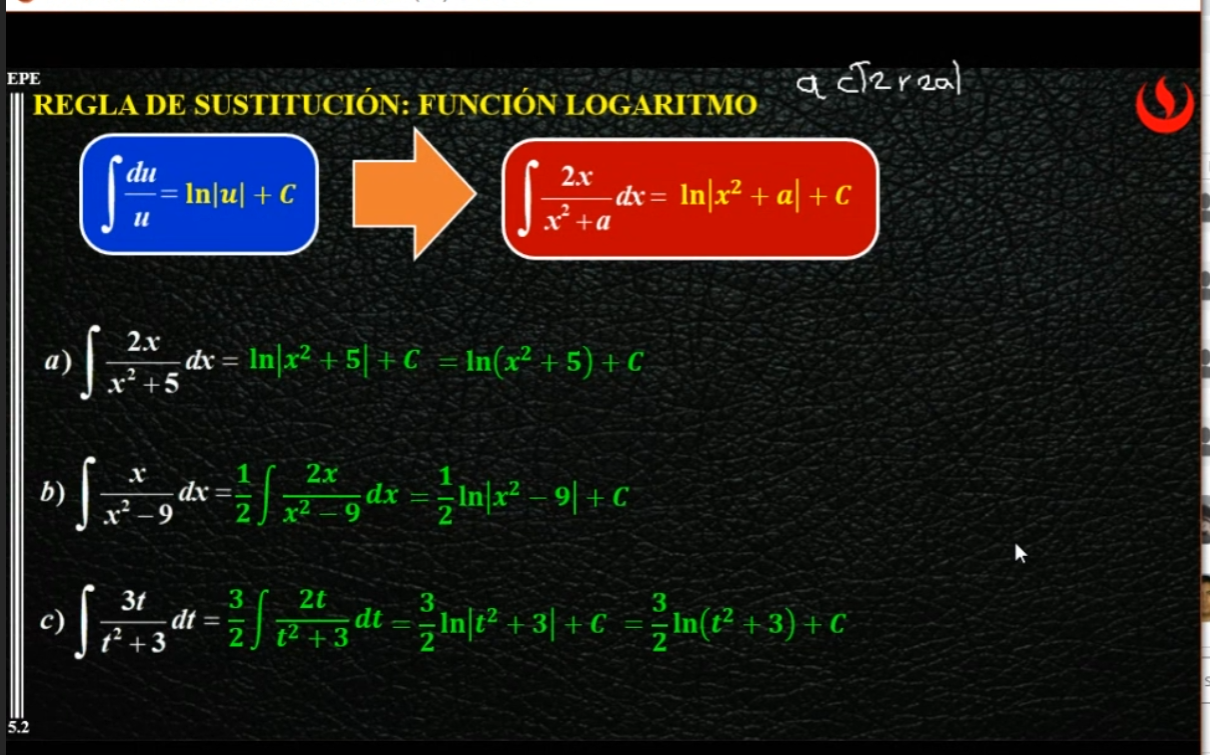 EPE
REGLA DE SUSTITUCIÓN: FUNCIÓN LOGARITMO
∫ du/u = ln|u| + C
∫ 2x/(x² + a) dx = ln|x² + a| + C
a) ∫ 2x/(x² + 5) dx = ln|x² + 5| + C = ln(x² + 5) + C
b) ∫ x/(x² − 9) dx = 1/2 ∫ 2x/(x² − 9) dx = 1/2 ln|x² − 9| + C
c) ∫ 3t/(t² + 3) dt = 3/2 ∫ 2t/(t² + 3) dt = 3/2 ln|t² + 3| + C = 3/2 ln(t² + 3) + C
5.2